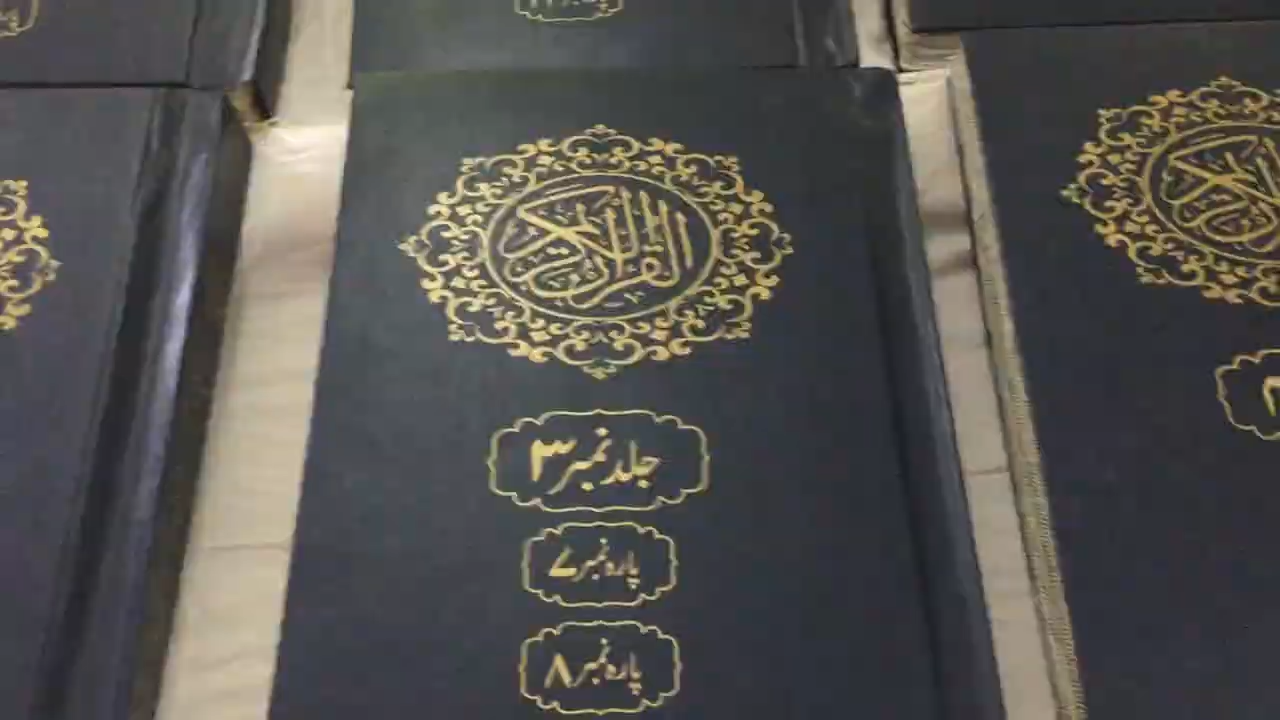 القرآن الكريم
جلد نمبر ۳
پارہ نمبر ۷
پارہ نمبر ۸